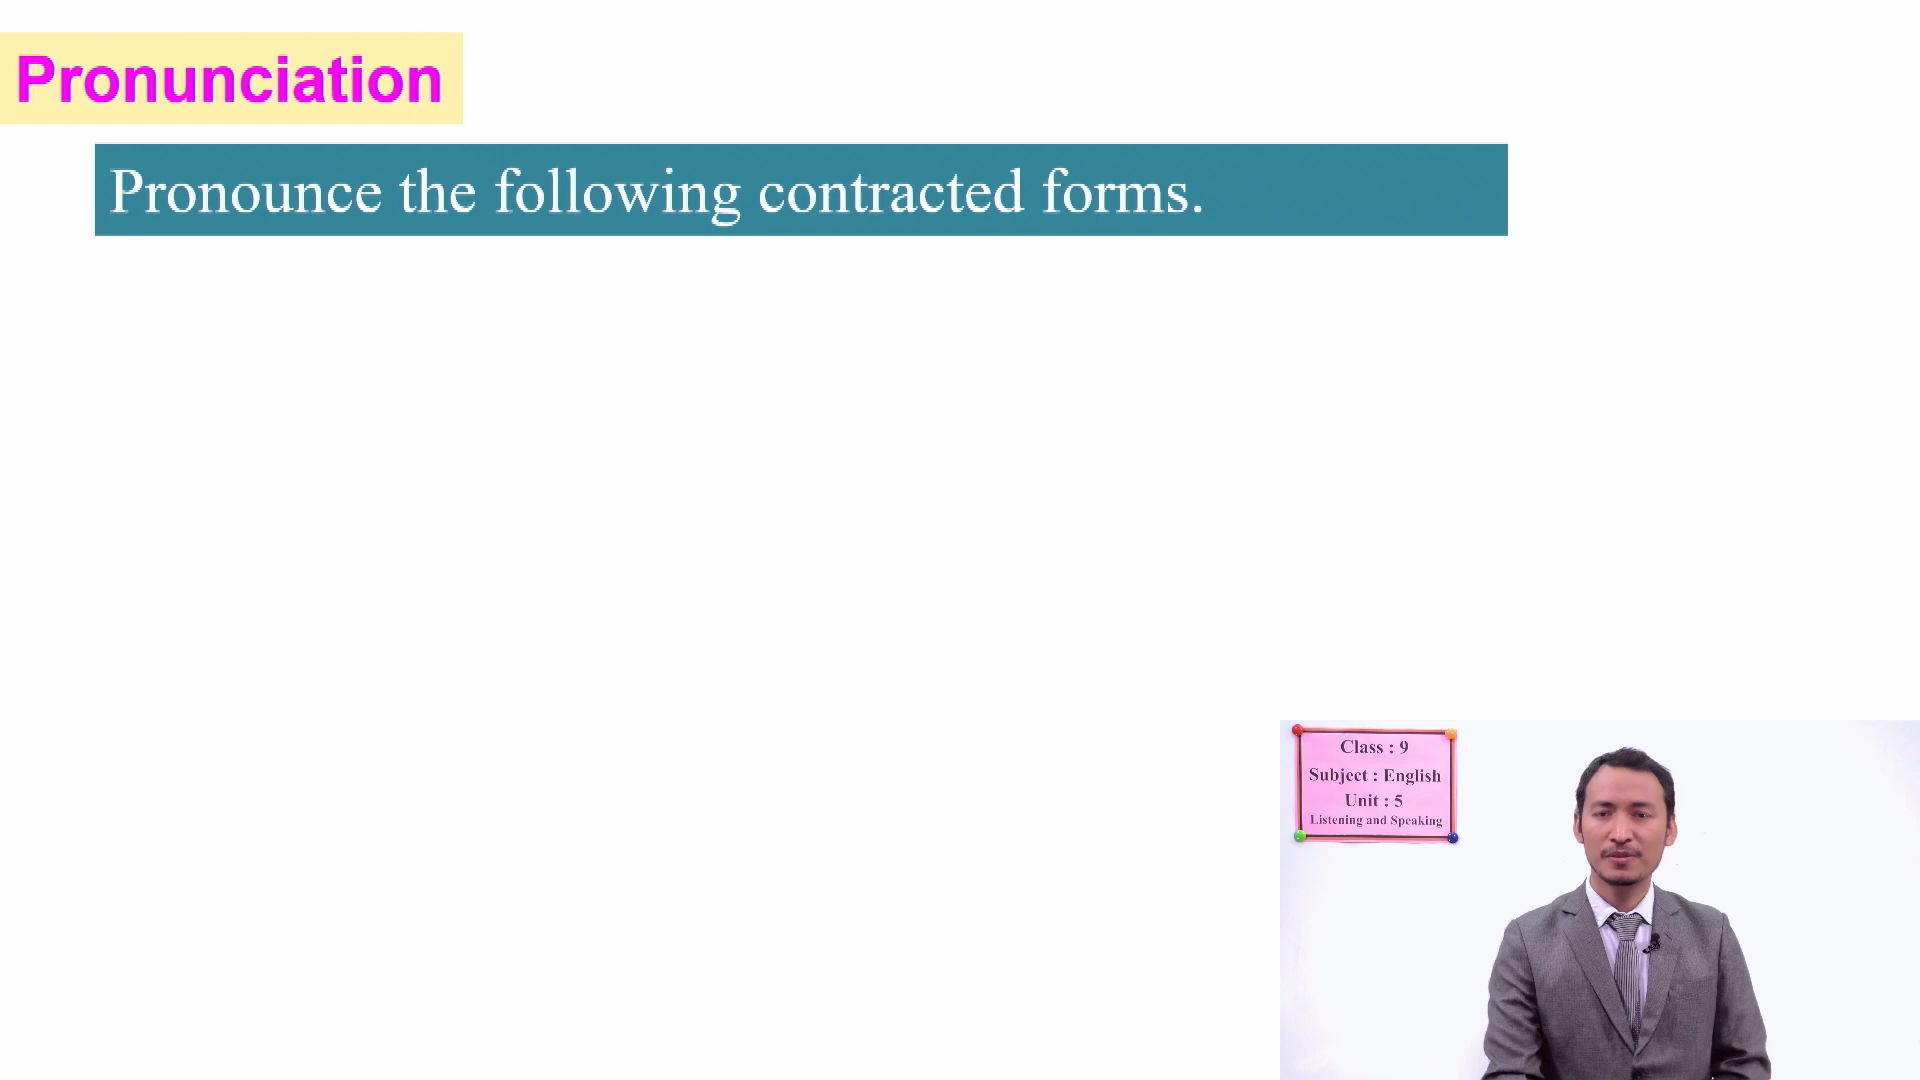 Pronunciation
Pronounce the following contracted forms.
Class : 9
Subject : English
Unit : 5
Listening and Speaking